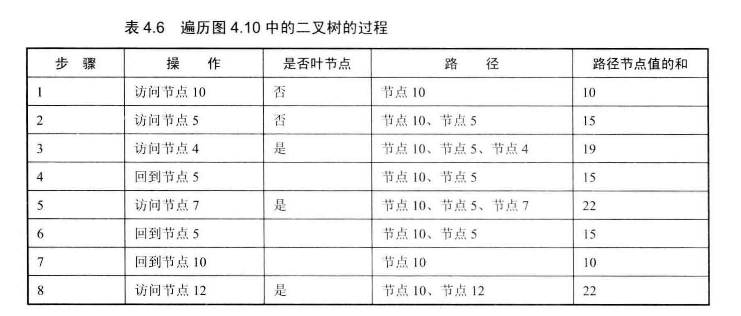 表 4.6 遍历图 4.10 中的二叉树的过程
步 骤 操 作 是否叶节点 路 径 路径节点值的和
1 访问节点 10 否 节点 10 10
2 访问节点 5 否 节点 10、节点 5 15
3 访问节点 4 是 节点 10、节点 5、节点 4 19
4 回到节点 5 节点 10、节点 5 15
5 访问节点 7 是 节点 10、节点 5、节点 7 22
6 回到节点 5 节点 10、节点 5 15
7 回到节点 10 节点 10 10
8 访问节点 12 是 节点 10、节点 12 22